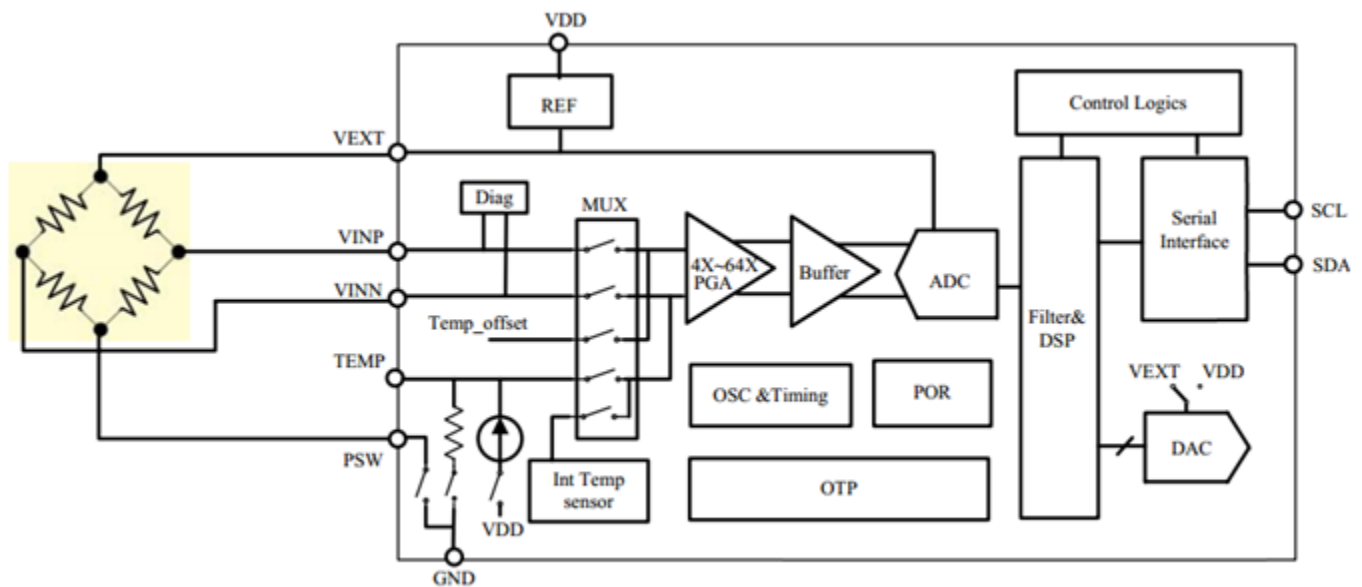 VDD
REF
Control Logics
VEXT
Diag
MUX
VINP
4X~64X
PGA
Buffer
ADC
Serial
Interface
SCL
SDA
VINN
Temp_offset
Filter&
DSP
TEMP
OSC &Timing
POR
VEXT
VDD
DAC
PSW
Int Temp
sensor
OTP
VDD
GND